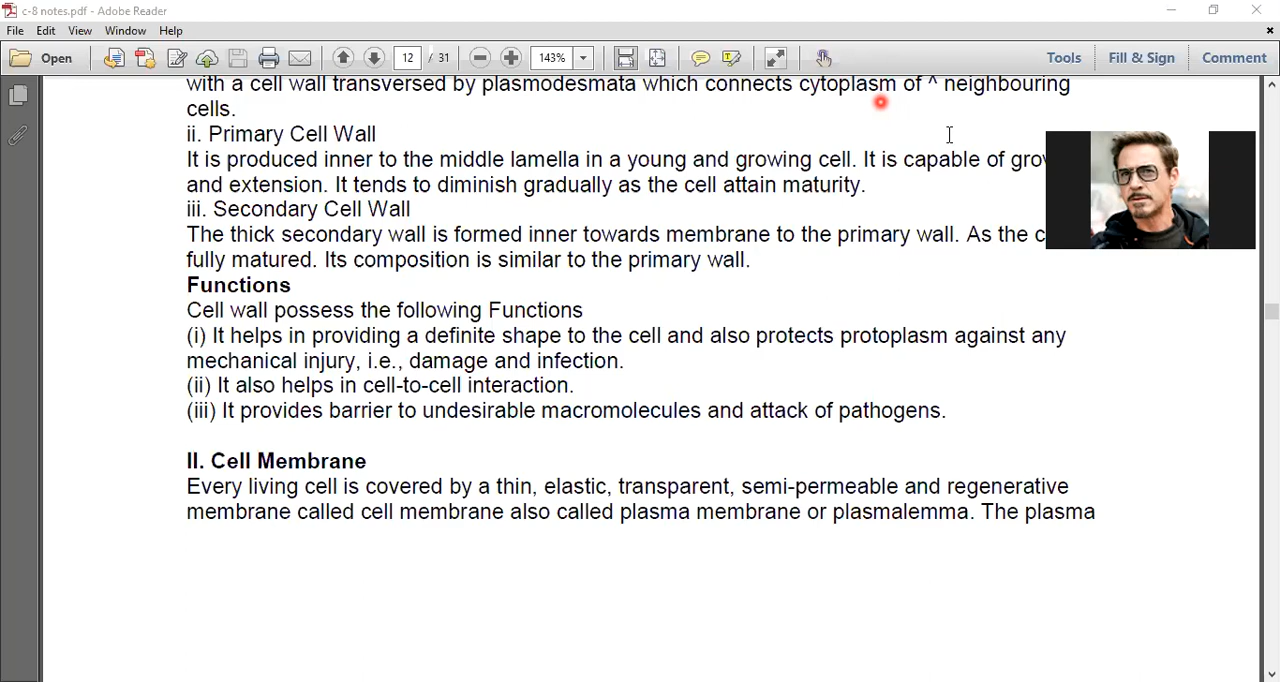 c-8 notes.pdf - Adobe Reader
File Edit View Window Help
Open 12 / 31 143% Tools Fill & Sign Comment
with a cell wall transversed by plasmodesmata which connects cytoplasm of ^ neighbouring
cells.
ii. Primary Cell Wall
It is produced inner to the middle lamella in a young and growing cell. It is capable of
and extension. It tends to diminish gradually as the cell attain maturity.
iii. Secondary Cell Wall
The thick secondary wall is formed inner towards membrane to the primary wall. As the
fully matured. Its composition is similar to the primary wall.
Functions
Cell wall possess the following Functions
(i) It helps in providing a definite shape to the cell and also protects protoplasm against any
mechanical injury, i.e., damage and infection.
(ii) It also helps in cell-to-cell interaction.
(iii) It provides barrier to undesirable macromolecules and attack of pathogens.
II. Cell Membrane
Every living cell is covered by a thin, elastic, transparent, semi-permeable and regenerative
membrane called cell membrane also called plasma membrane or plasmalemma. The plasma